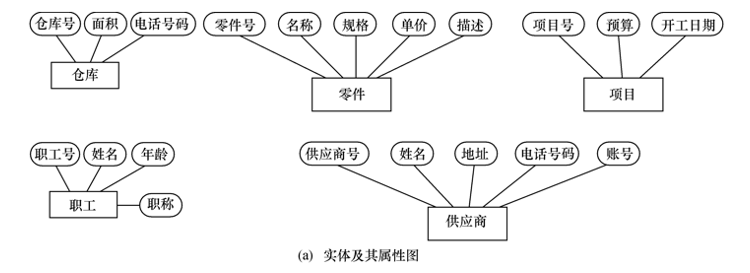 仓库号 面积 电话号码 零件号 名称 规格 单价 描述 项目号 预算 开工日期
仓库 零件 项目
职工号 姓名 年龄 供应商号 姓名 地址 电话号码 账号
职工 职称 供应商
(a) 实体及其属性图